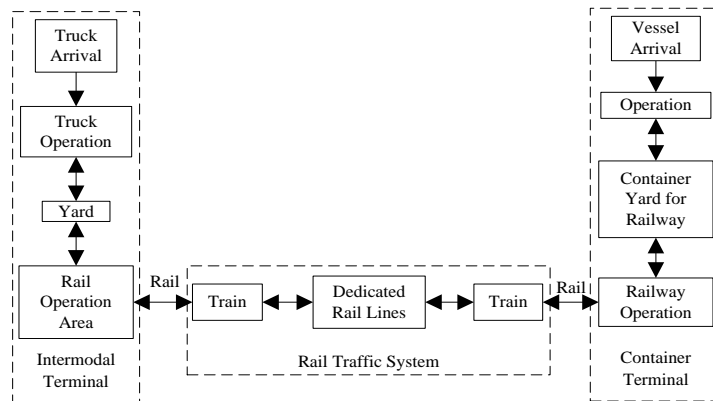 Truck
Arrival
Truck
Operation
Yard
Rail
Operation
Area
Intermodal
Terminal
Rail
Train
Dedicated
Rail Lines
Train
Rail Traffic System
Rail
Vessel
Arrival
Operation
Container
Yard for
Railway
Railway
Operation
Container
Terminal